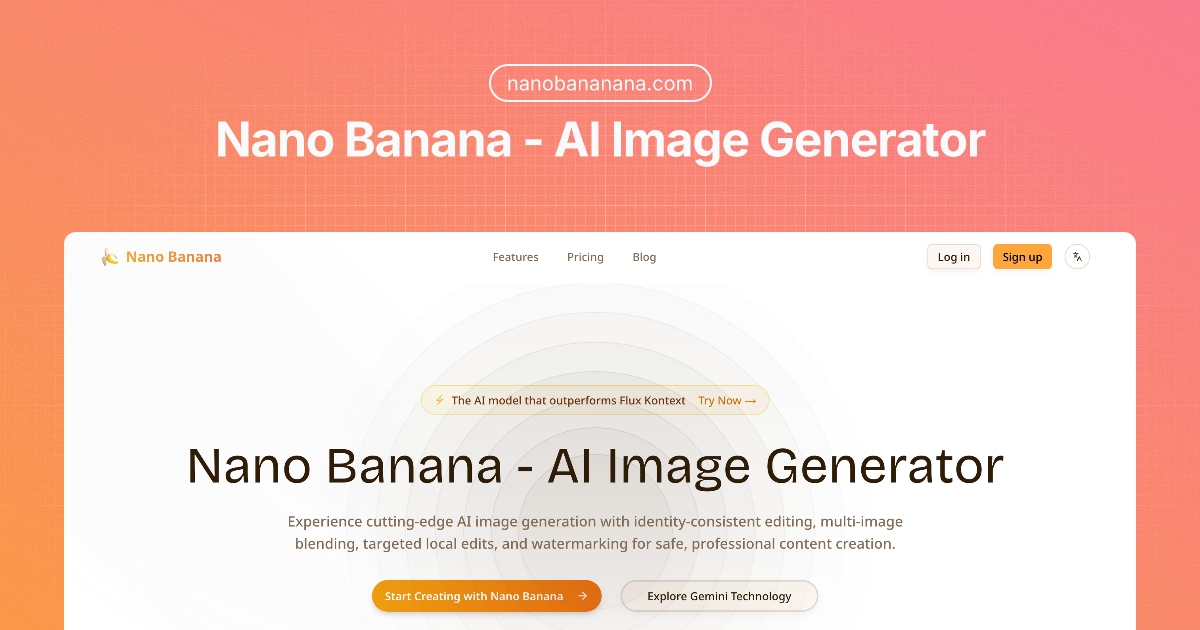 nanobananana.com
Nano Banana - AI Image Generator
Nano Banana
Features
Pricing
Blog
Log in
Sign up
The AI model that outperforms Flux Kontext
Try Now →
Nano Banana - AI Image Generator
Experience cutting-edge AI image generation with identity-consistent editing, multi-image
blending, targeted local edits, and watermarking for safe, professional content creation.
Start Creating with Nano Banana →
Explore Gemini Technology